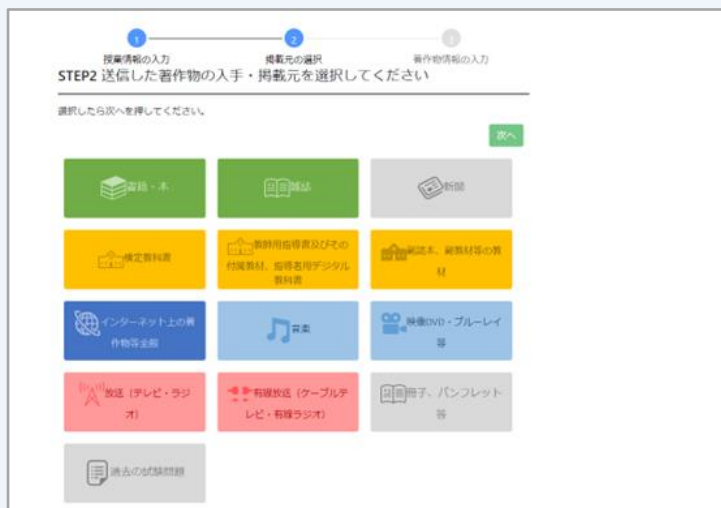 1
2
3
授業情報の入力
掲載元の選択
著作物情報の入力
STEP2 送信した著作物の入手・掲載元を選択してください
選択したら次へを押してください。
次へ
書籍・本
雑誌
新聞
検定教科書
教師用指導書及びその
付属教材、指導者用デジタル
教科書
副読本、副教材等の教
材
インターネット上の著
作物等全般
音楽
映像DVD・ブルーレイ
等
放送（テレビ・ラジ
オ）
有線放送（ケーブルテ
レビ・有線ラジオ）
冊子、パンフレット
等
過去の試験問題